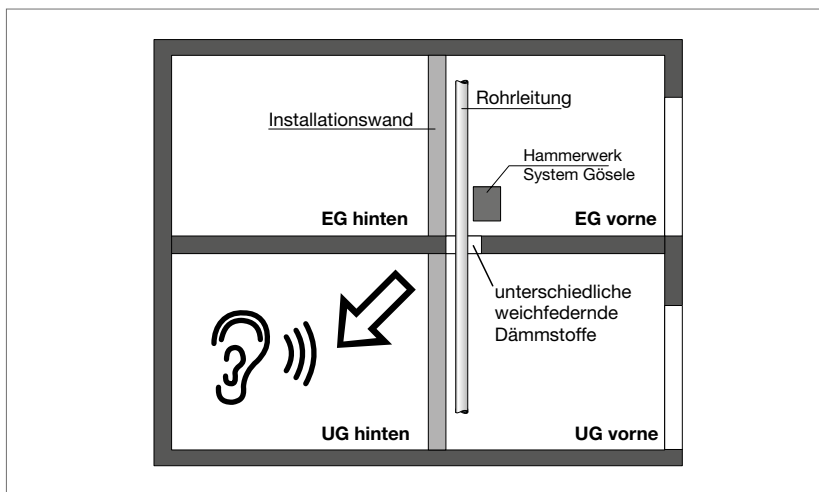 Rohrleitung
Installationswand
Hammerwerk
System Gösele
EG hinten
EG vorne
unterschiedliche
weichfedernde
Dämmstoffe
UG hinten
UG vorne